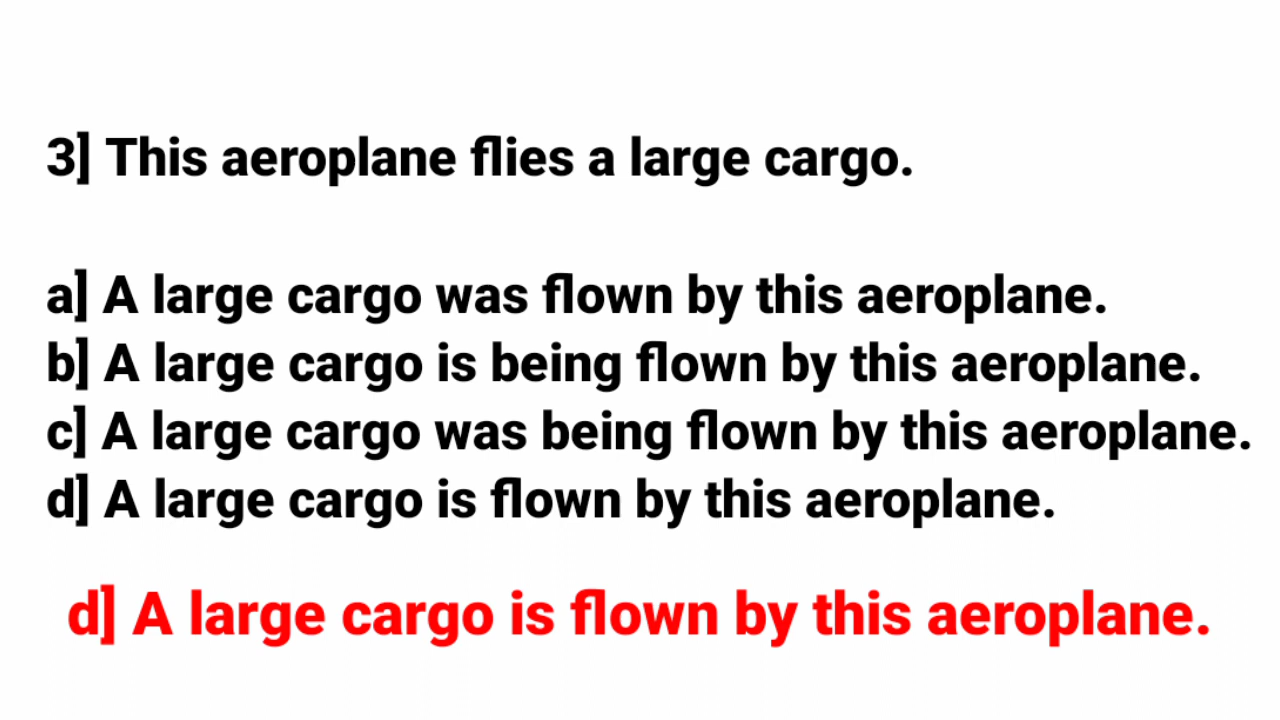 3] This aeroplane flies a large cargo.
a] A large cargo was flown by this aeroplane.
b] A large cargo is being flown by this aeroplane.
c] A large cargo was being flown by this aeroplane.
d] A large cargo is flown by this aeroplane.
d] A large cargo is flown by this aeroplane.